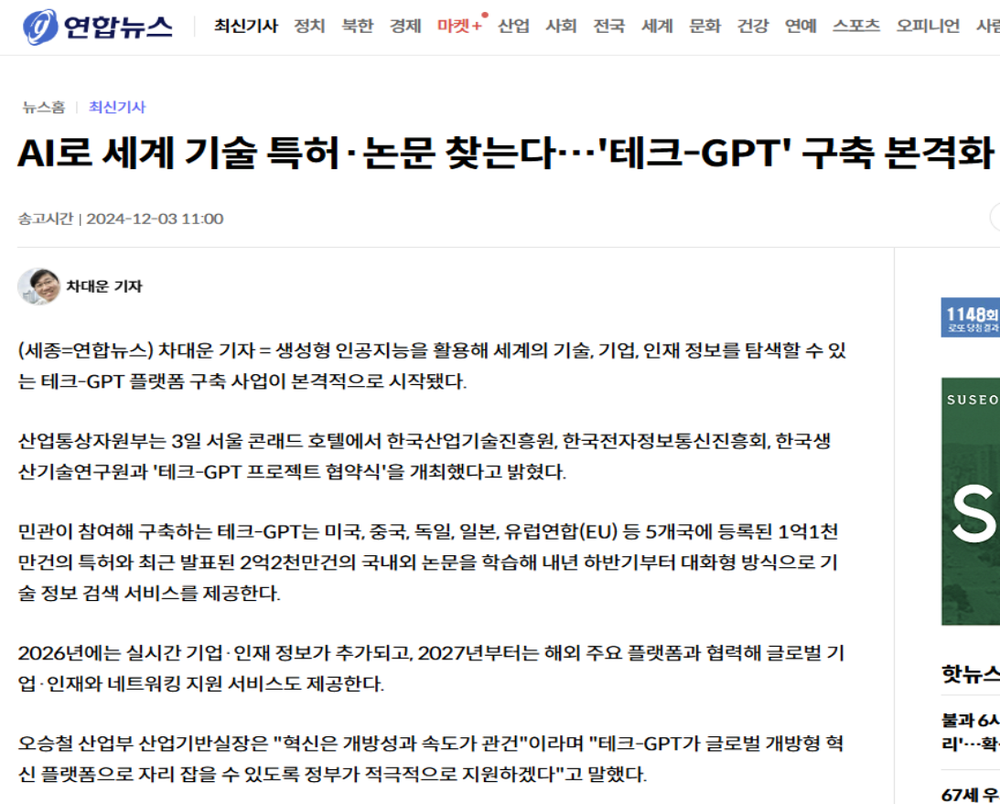 연합뉴스
최신기사 정치 북한 경제 마켓+ 산업 사회 전국 세계 문화 건강 연예 스포츠 오피니언
뉴스홈 | 최신기사
AI로 세계 기술 특허·논문 찾는다…'테크-GPT' 구축 본격화
송고시간 | 2024-12-03 11:00
차대운 기자
(세종=연합뉴스) 차대운 기자 = 생성형 인공지능을 활용해 세계의 기술, 기업, 인재 정보를 탐색할 수 있
는 테크-GPT 플랫폼 구축 사업이 본격적으로 시작됐다.
산업통상자원부는 3일 서울 콘래드 호텔에서 한국산업기술진흥원, 한국전자정보통신진흥회, 한국생
산기술연구원과 '테크-GPT 프로젝트 협약식'을 개최했다고 밝혔다.
민관이 참여해 구축하는 테크-GPT는 미국, 중국, 독일, 일본, 유럽연합(EU) 등 5개국에 등록된 1억1천
만건의 특허와 최근 발표된 2억2천만건의 국내외 논문을 학습해 내년 하반기부터 대화형 방식으로 기
술 정보 검색 서비스를 제공한다.
2026년에는 실시간 기업·인재 정보가 추가되고, 2027년부터는 해외 주요 플랫폼과 협력해 글로벌 기
업·인재와 네트워킹 지원 서비스도 제공한다.
오승철 산업부 산업기반실장은 "혁신은 개방성과 속도가 관건"이라며 "테크-GPT가 글로벌 개방형 혁
신 플랫폼으로 자리 잡을 수 있도록 정부가 적극적으로 지원하겠다"고 말했다.
1148회
로또 당첨결과
SUSEO
S
핫뉴스
불과 6
리'…확
67세 우